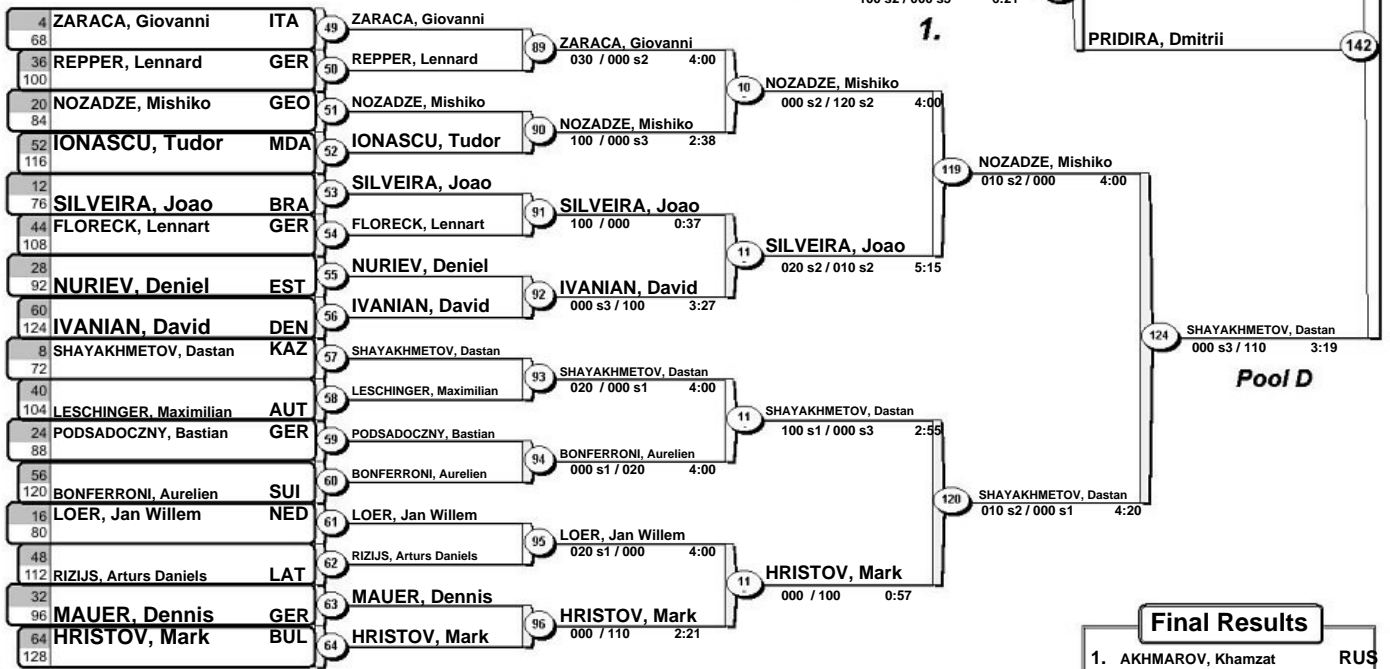 4 ZARACA, Giovanni ITA
68
36 REPPER, Lennard GER
100
20 NOZADZE, Mishiko GEO
84
52 IONASCU, Tudor MDA
116
12
76 SILVEIRA, Joao BRA
44 FLORECK, Lennart GER
108
28
92 NURIEV, Deniel EST
60
124 IVANIAN, David DEN
8 SHAYAKHMETOV, Dastan KAZ
72
40
104 LESCHINGER, Maximilian AUT
24 PODSADOCZNY, Bastian GER
88
56
120 BONFERRONI, Aurelien SUI
16 LOER, Jan Willem NED
80
48
112 RIZIJS, Arturs Daniels LAT
32
96 MAUER, Dennis GER
64 HRISTOV, Mark BUL
128
49 ZARACA, Giovanni
50 REPPER, Lennard
51 NOZADZE, Mishiko
52 IONASCU, Tudor
53 SILVEIRA, Joao
54 FLORECK, Lennart
55 NURIEV, Deniel
56 IVANIAN, David
57 SHAYAKHMETOV, Dastan
58 LESCHINGER, Maximilian
59 PODSADOCZNY, Bastian
60 BONFERRONI, Aurelien
61 LOER, Jan Willem
62 RIZIJS, Arturs Daniels
63 MAUER, Dennis
64 HRISTOV, Mark
89 ZARACA, Giovanni
030 / 000 s2 4:00
90 NOZADZE, Mishiko
100 / 000 s3 2:38
91 SILVEIRA, Joao
100 / 000 0:37
92 IVANIAN, David
000 s3 / 100 3:27
93 SHAYAKHMETOV, Dastan
020 / 000 s1 4:00
94 BONFERRONI, Aurelien
000 s1 / 020 4:00
95 LOER, Jan Willem
020 s1 / 000 4:00
96 HRISTOV, Mark
000 / 110 2:21
10 NOZADZE, Mishiko
000 s2 / 120 s2 4:00
11 SILVEIRA, Joao
020 s2 / 010 s2 5:15
11 SHAYAKHMETOV, Dastan
100 s1 / 000 s3 2:55
11 HRISTOV, Mark
000 / 100 0:57
119 NOZADZE, Mishiko
010 s2 / 000 4:00
120 SHAYAKHMETOV, Dastan
010 s2 / 000 s1 4:20
124 SHAYAKHMETOV, Dastan
000 s3 / 110 3:19
Pool D
1.
PRIDIRA, Dmitrii
142
Final Results
1. AKHMAROV, Khamzat RUS